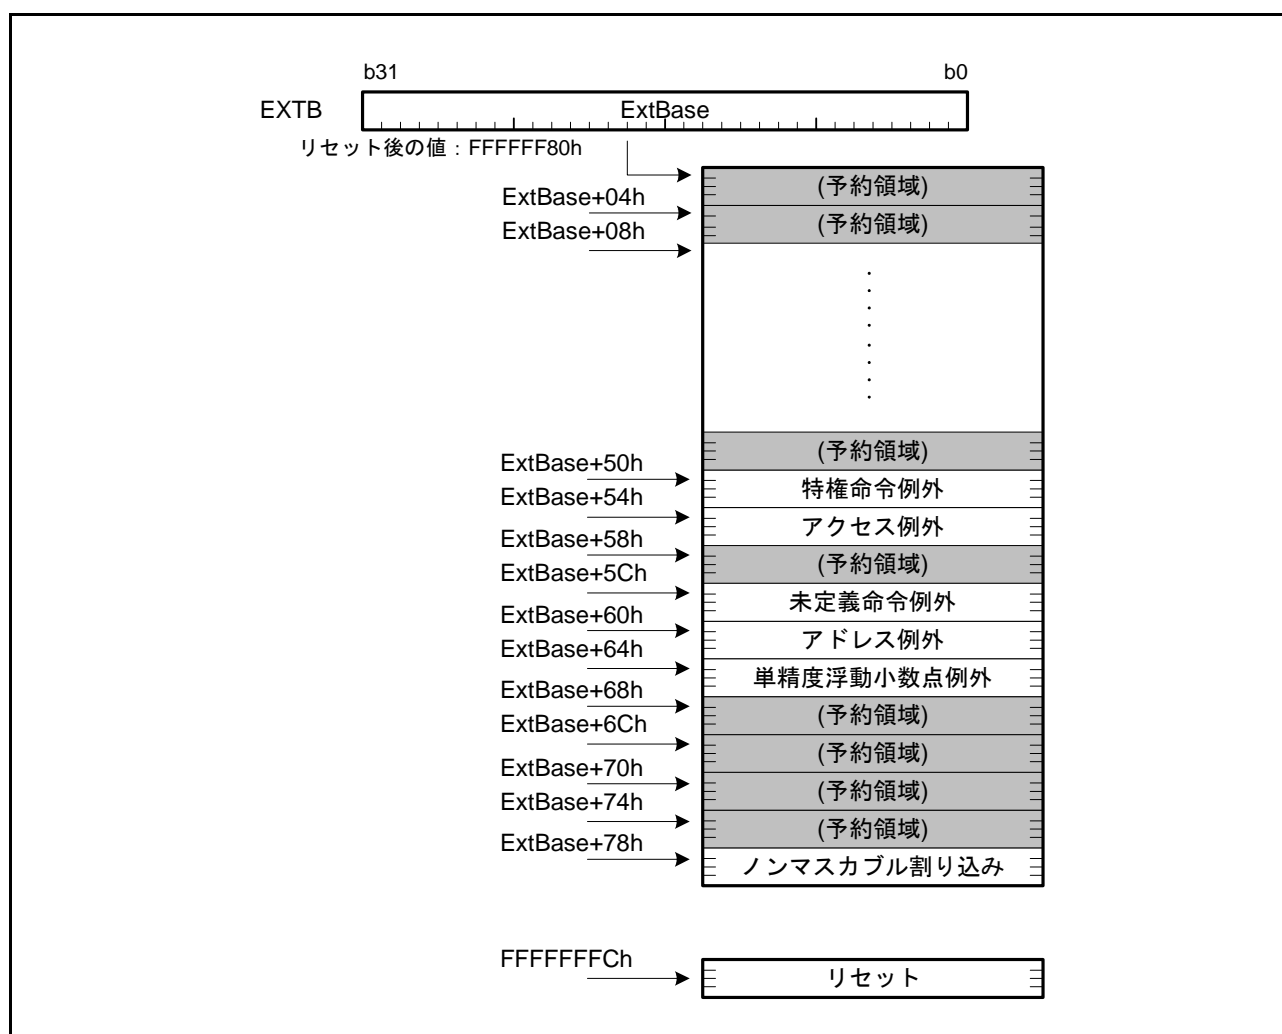 b31 b0
EXTB ExtBase
リセット後の値：FFFFFF80h
(予約領域)
ExtBase+04h
(予約領域)
ExtBase+08h
(予約領域)
ExtBase+50h
特権命令例外
ExtBase+54h
アクセス例外
ExtBase+58h
(予約領域)
ExtBase+5Ch
未定義命令例外
ExtBase+60h
アドレス例外
ExtBase+64h
単精度浮動小数点例外
ExtBase+68h
(予約領域)
ExtBase+6Ch
(予約領域)
ExtBase+70h
(予約領域)
ExtBase+74h
(予約領域)
ExtBase+78h
ノンマスカブル割り込み
FFFFFFFCh
リセット